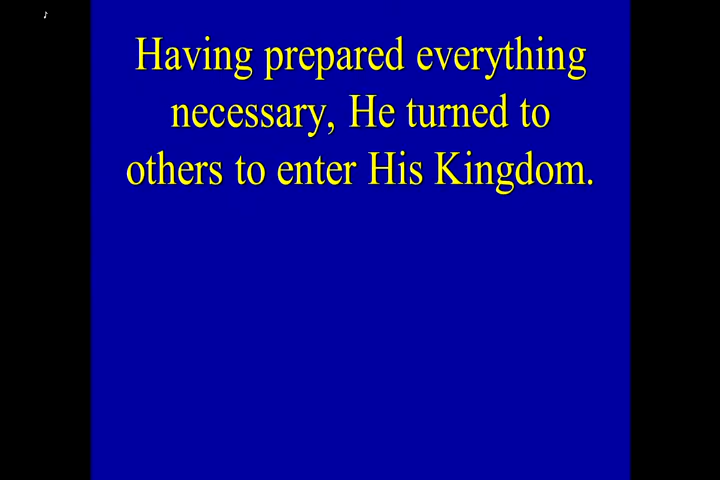 ♪
Having prepared everything
necessary, He turned to
others to enter His Kingdom.